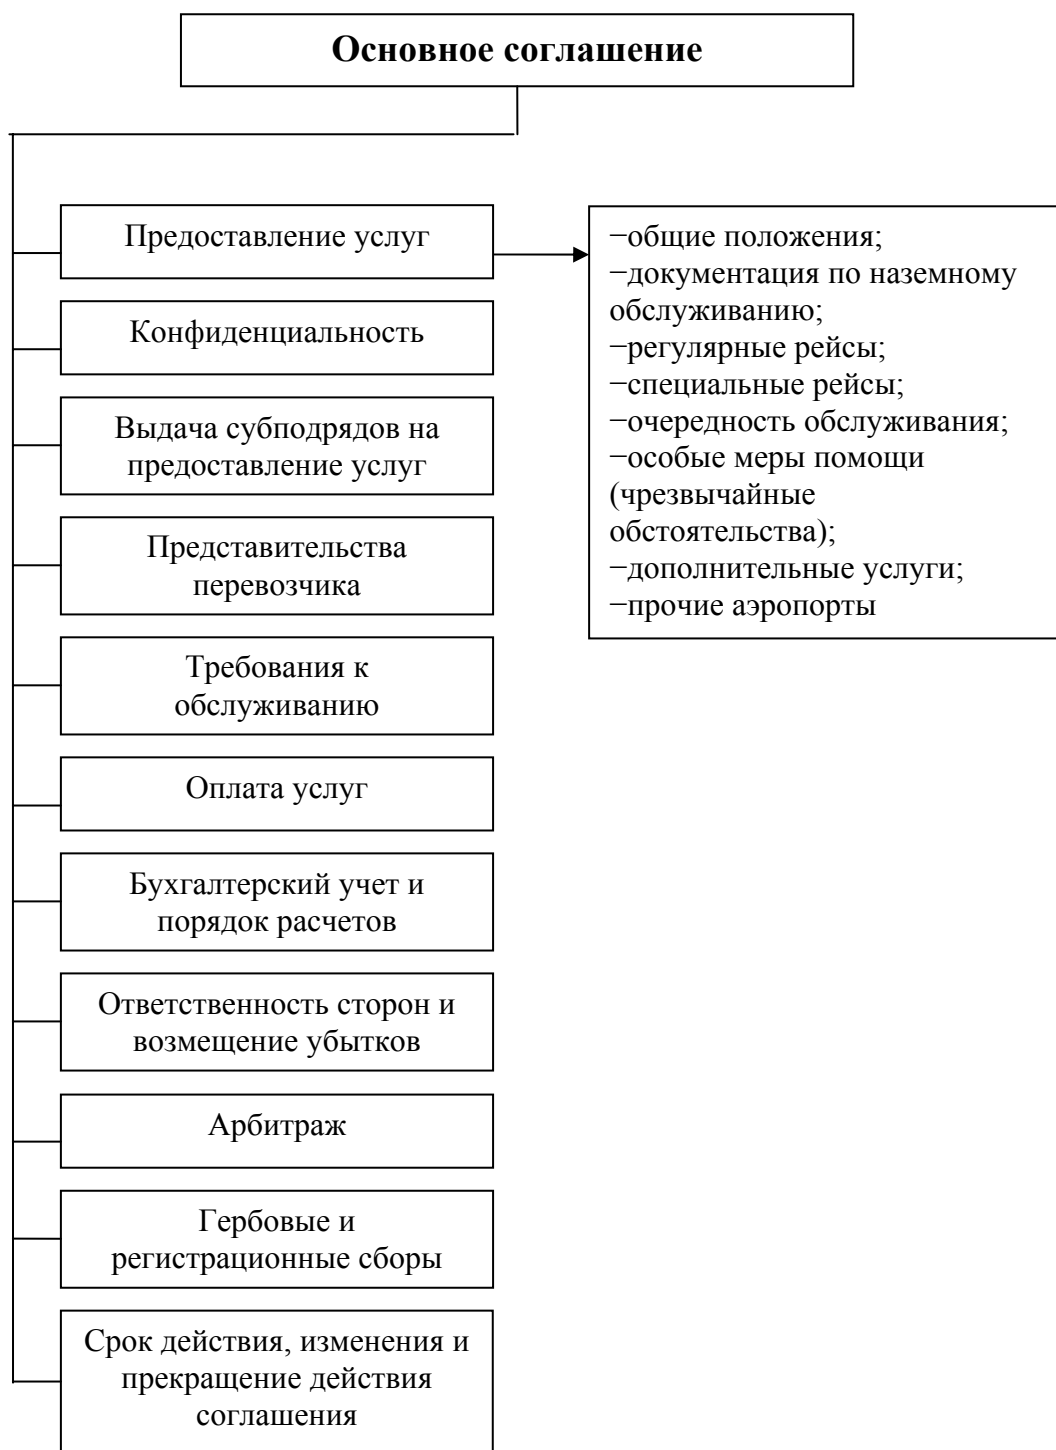 Основное соглашение
Предоставление услуг
−общие положения;
−документация по наземному
обслуживанию;
−регулярные рейсы;
−специальные рейсы;
−очередность обслуживания;
−особые меры помощи
(чрезвычайные
обстоятельства);
−дополнительные услуги;
−прочие аэропорты
Конфиденциальность
Выдача субподрядов на
предоставление услуг
Представительства
перевозчика
Требования к
обслуживанию
Оплата услуг
Бухгалтерский учет и
порядок расчетов
Ответственность сторон и
возмещение убытков
Арбитраж
Гербовые и
регистрационные сборы
Срок действия, изменения и
прекращение действия
соглашения